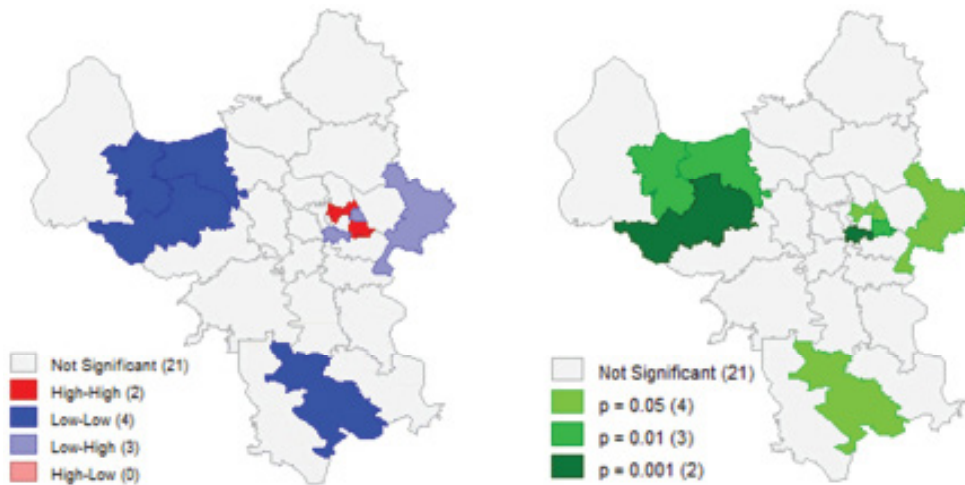 Not Significant (21)
High-High (2)
Low-Low (4)
Low-High (3)
High-Low (0)
Not Significant (21)
p = 0.05 (4)
p = 0.01 (3)
p = 0.001 (2)